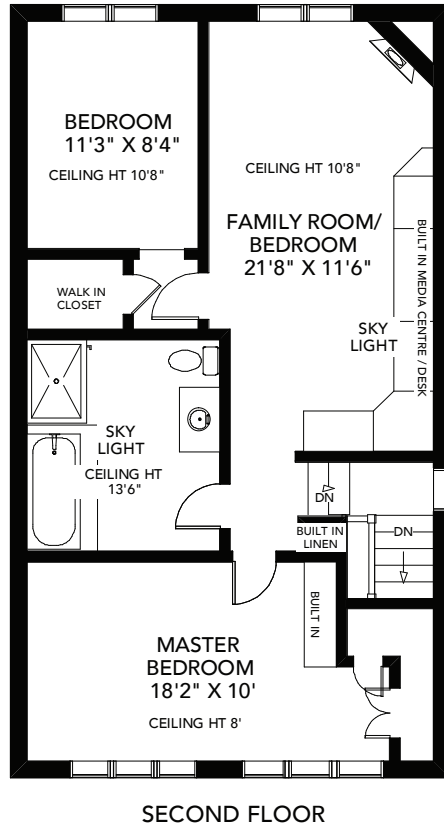 BEDROOM
11'3" X 8'4"
CEILING HT 10'8"
CEILING HT 10'8"
FAMILY ROOM/
BEDROOM
21'8" X 11'6"
BUILT IN MEDIA CENTRE / DESK
WALK IN
CLOSET
SKY
LIGHT
SKY
LIGHT
CEILING HT
13'6"
DN
BUILT IN
LINEN
DN
BUILT IN
MASTER
BEDROOM
18'2" X 10'
CEILING HT 8'
SECOND FLOOR